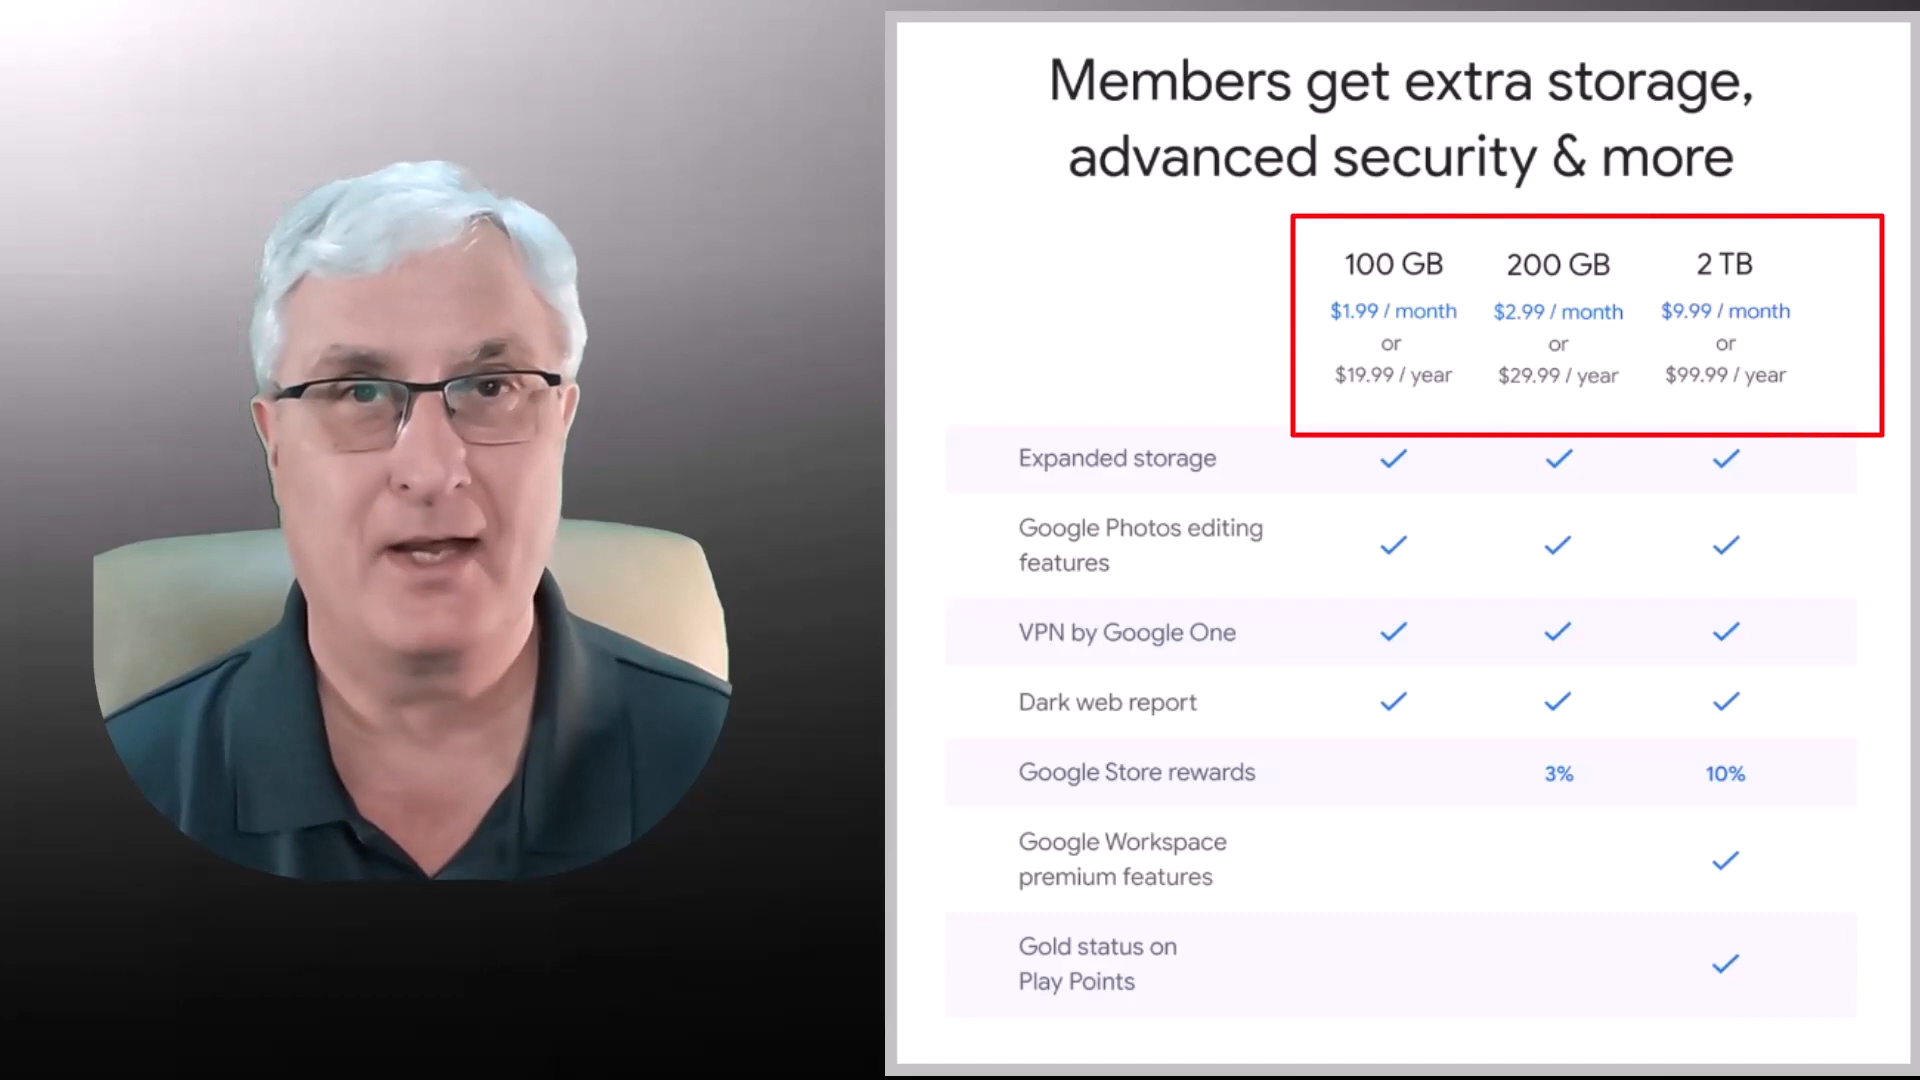 Members get extra storage,
advanced security & more
100 GB 200 GB 2 TB
$1.99 / month $2.99 / month $9.99 / month
or or or
$19.99 / year $29.99 / year $99.99 / year
Expanded storage
Google Photos editing
features
VPN by Google One
Dark web report
Google Store rewards 3% 10%
Google Workspace
premium features
Gold status on
Play Points